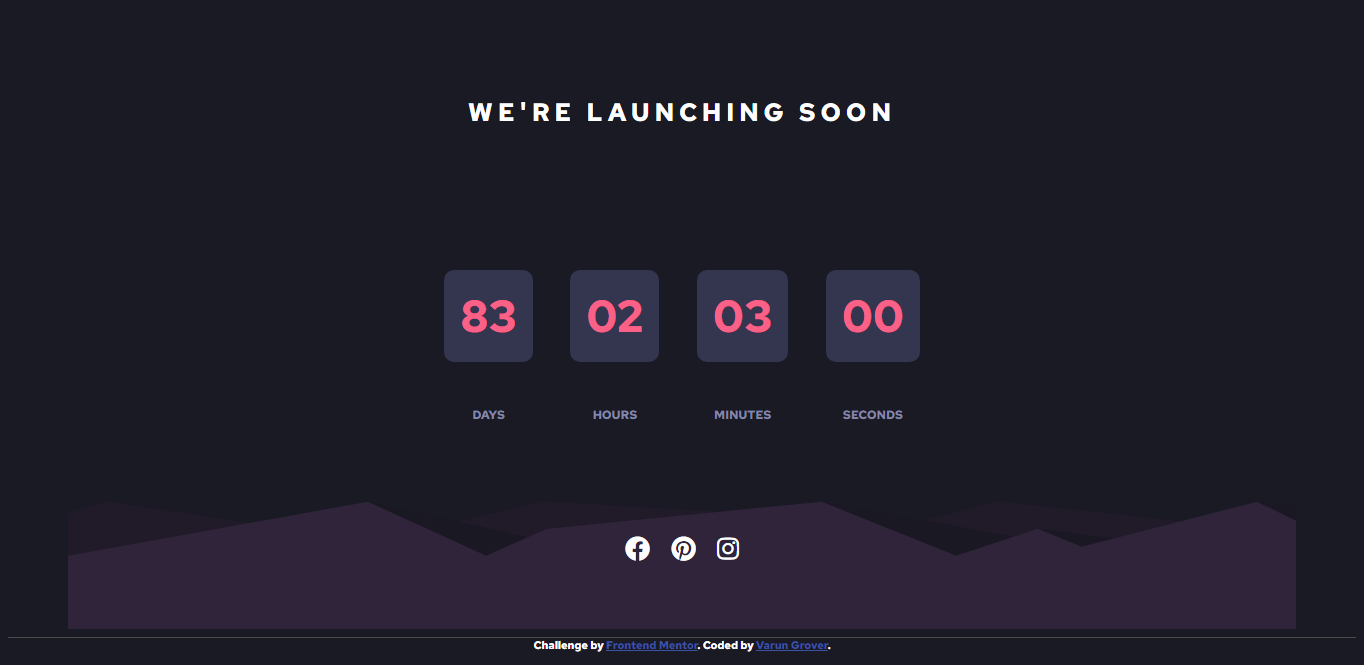 WE'RE LAUNCHING SOON
83 02 03 00
DAYS HOURS MINUTES SECONDS
Challenge by Frontend Mentor. Coded by Varun Grover.